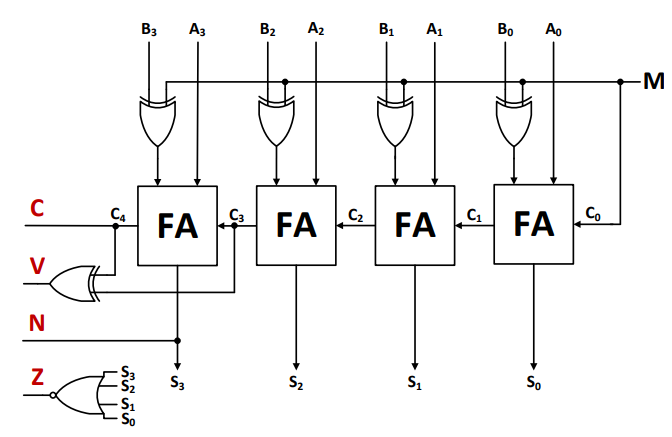 B₃ A₃ B₂ A₂ B₁ A₁ B₀ A₀
M
C C₄ FA C₃ FA C₂ FA C₁ FA C₀
V
N
Z S₃ S₂ S₁ S₀
S₃ S₂ S₁ S₀